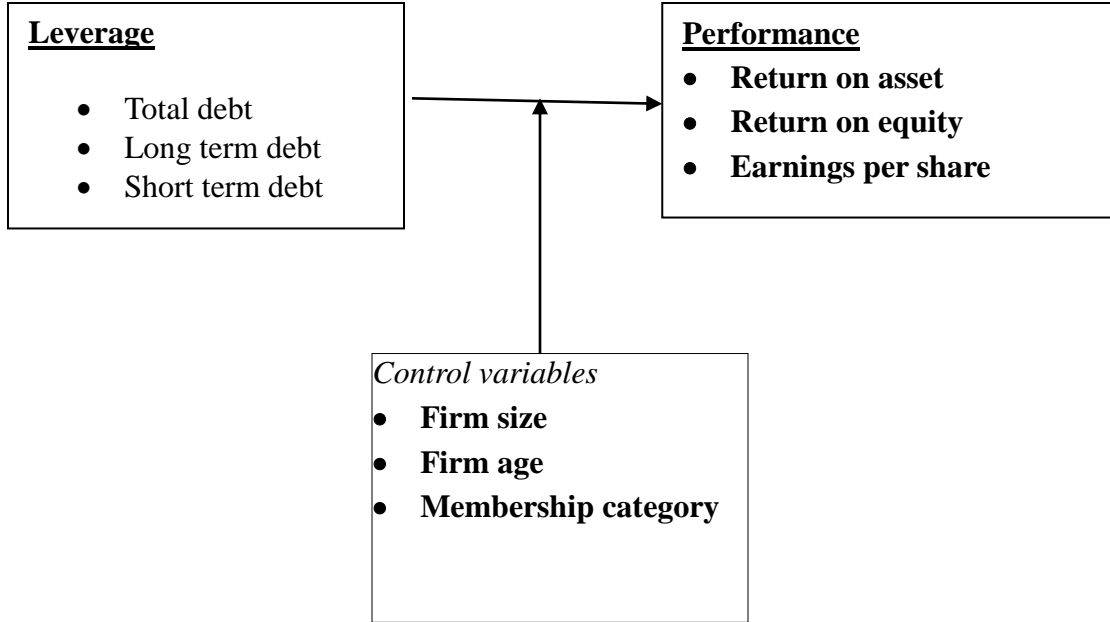 Leverage
• Total debt
• Long term debt
• Short term debt
Performance
• Return on asset
• Return on equity
• Earnings per share
Control variables
• Firm size
• Firm age
• Membership category